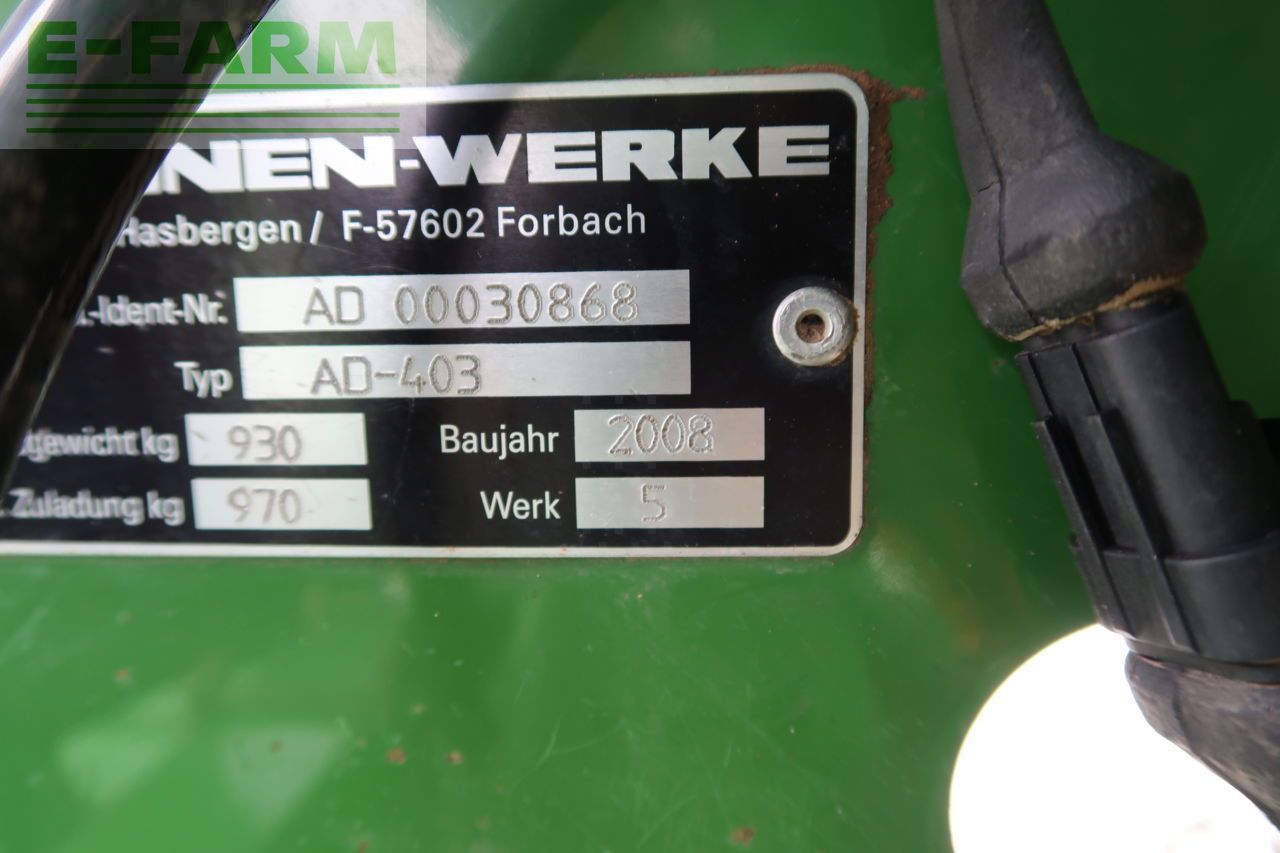 E-FARM
NEN-WERKE
Hasbergen / F-57602 Forbach
.-Ident-Nr. AD 00030868
Typ AD-403
gewicht kg 930 Baujahr 2008
. Zuladung kg 970 Werk 5